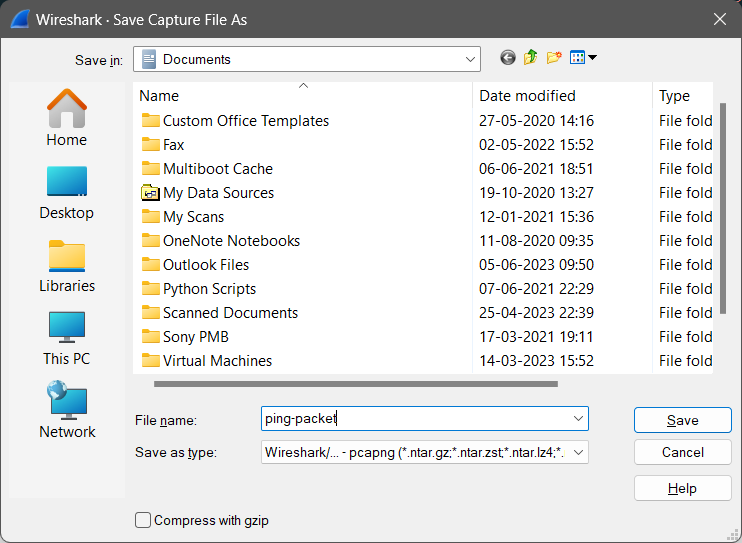 Wireshark · Save Capture File As
Save in: Documents
Name Date modified Type
Custom Office Templates 27-05-2020 14:16 File fold
Fax 02-05-2022 15:52 File fold
Multiboot Cache 06-06-2021 18:51 File fold
My Data Sources 19-10-2020 13:27 File fold
My Scans 12-01-2021 15:36 File fold
OneNote Notebooks 11-08-2020 09:35 File fold
Outlook Files 05-06-2023 09:50 File fold
Python Scripts 07-06-2021 22:29 File fold
Scanned Documents 25-04-2023 22:39 File fold
Sony PMB 17-03-2021 19:11 File fold
Virtual Machines 14-03-2023 15:52 File fold
Home
Desktop
Libraries
This PC
Network
File name: ping-packet Save
Save as type: Wireshark/... - pcapng (*.ntar.gz;*.ntar.zst;*.ntar.lz4;*. Cancel
Help
Compress with gzip